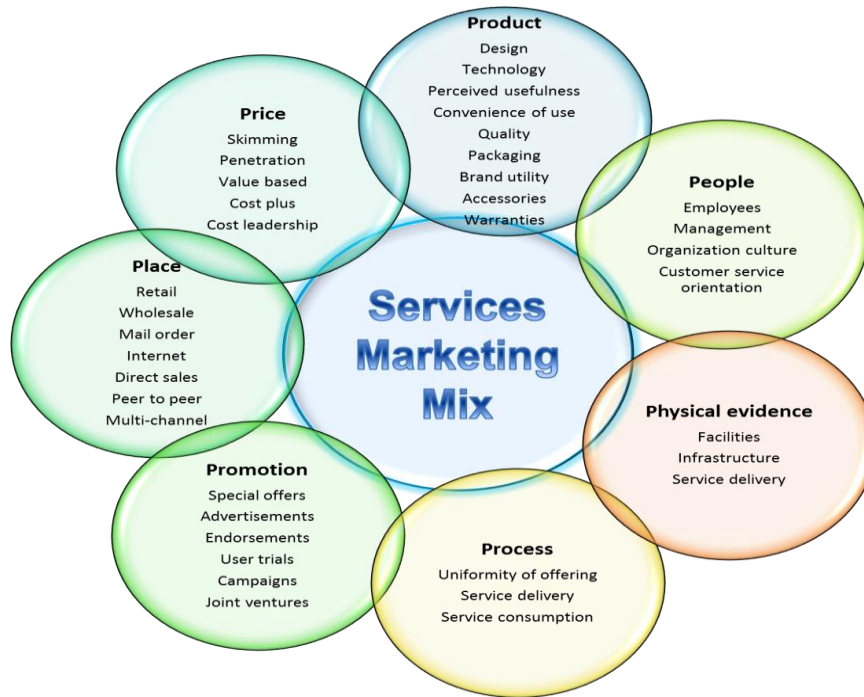 Product
Design
Technology
Perceived usefulness
Convenience of use
Quality
Packaging
Brand utility
Accessories
Warranties
Price
Skimming
Penetration
Value based
Cost plus
Cost leadership
People
Employees
Management
Organization culture
Customer service
orientation
Place
Retail
Wholesale
Mail order
Internet
Direct sales
Peer to peer
Multi-channel
Services
Marketing
Mix
Physical evidence
Facilities
Infrastructure
Service delivery
Promotion
Special offers
Advertisements
Endorsements
User trials
Campaigns
Joint ventures
Process
Uniformity of offering
Service delivery
Service consumption